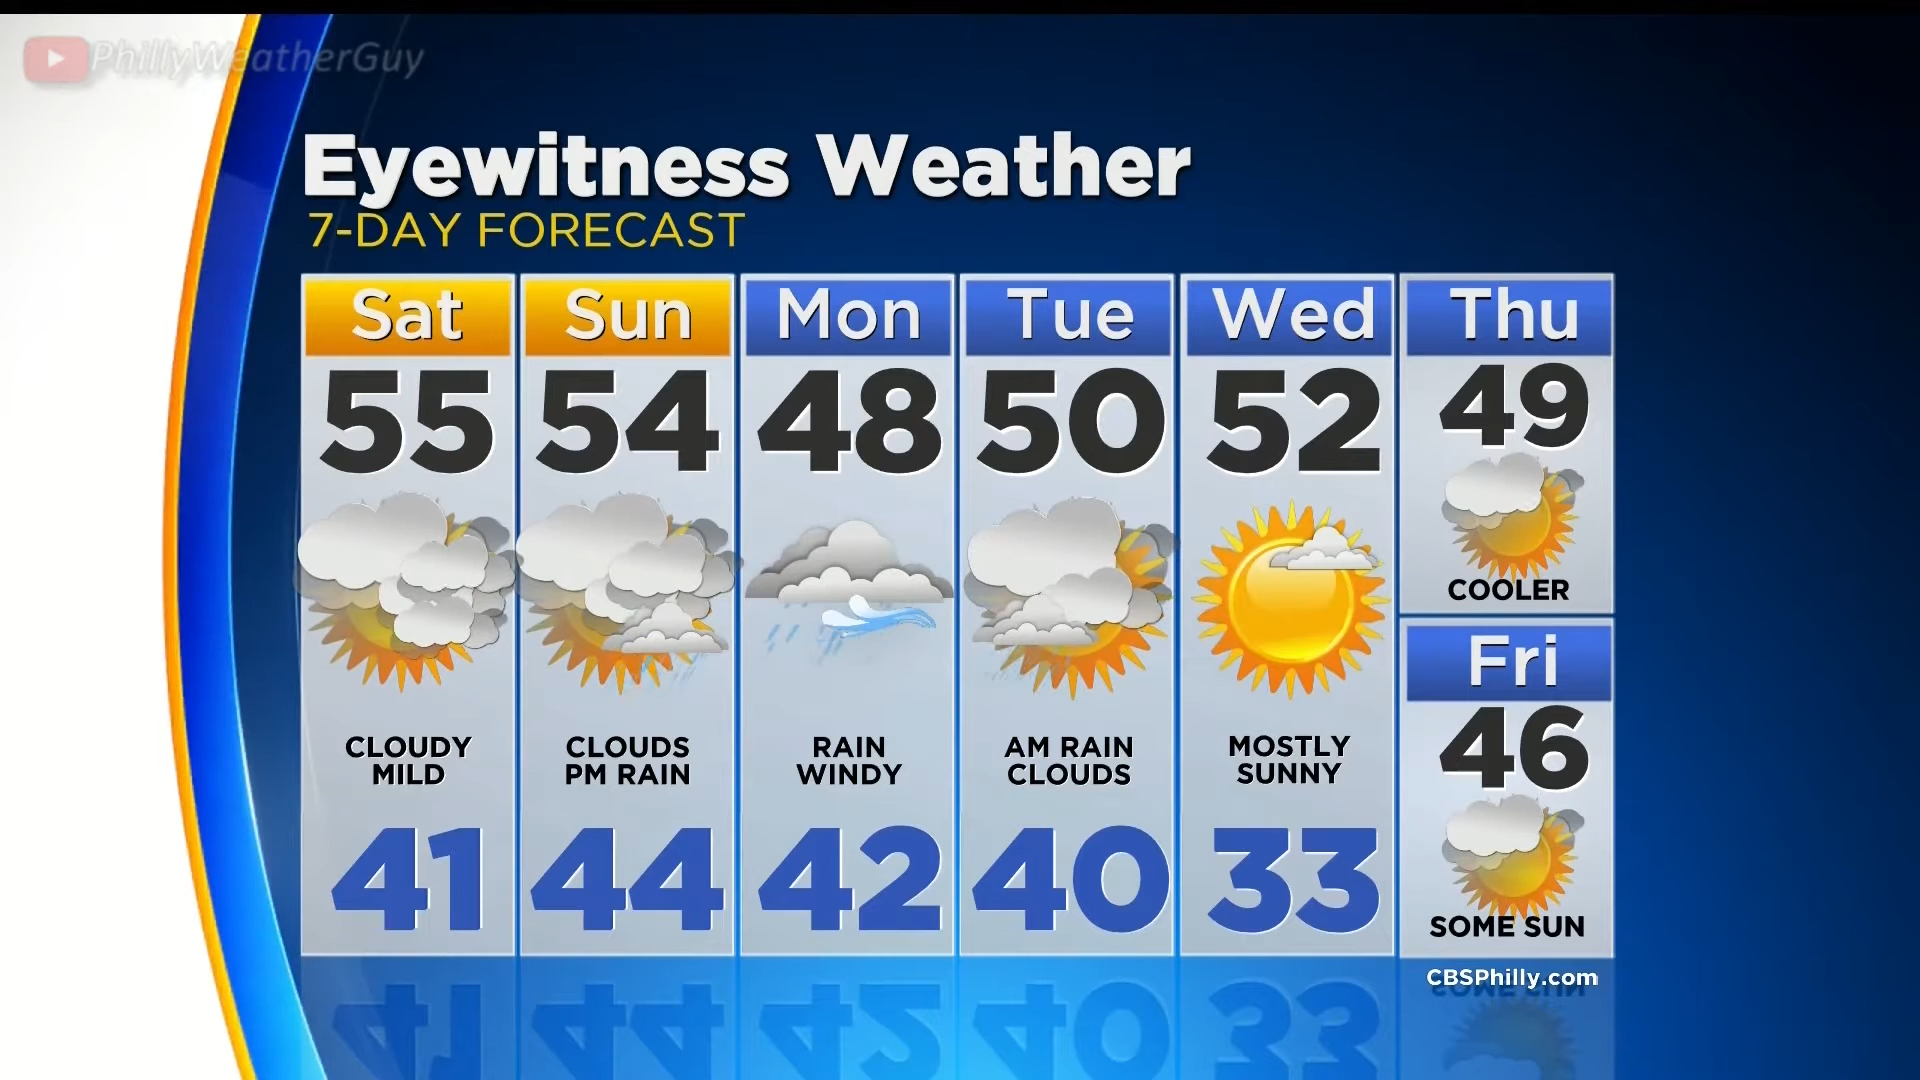 PhillyWeatherGuy
Eyewitness Weather
7-DAY FORECAST
Sat
55
CLOUDY
MILD
41
Sun
54
CLOUDS
PM RAIN
44
Mon
48
RAIN
WINDY
42
Tue
50
AM RAIN
CLOUDS
40
Wed
52
MOSTLY
SUNNY
33
Thu
49
COOLER
Fri
46
SOME SUN
CBSPhilly.com